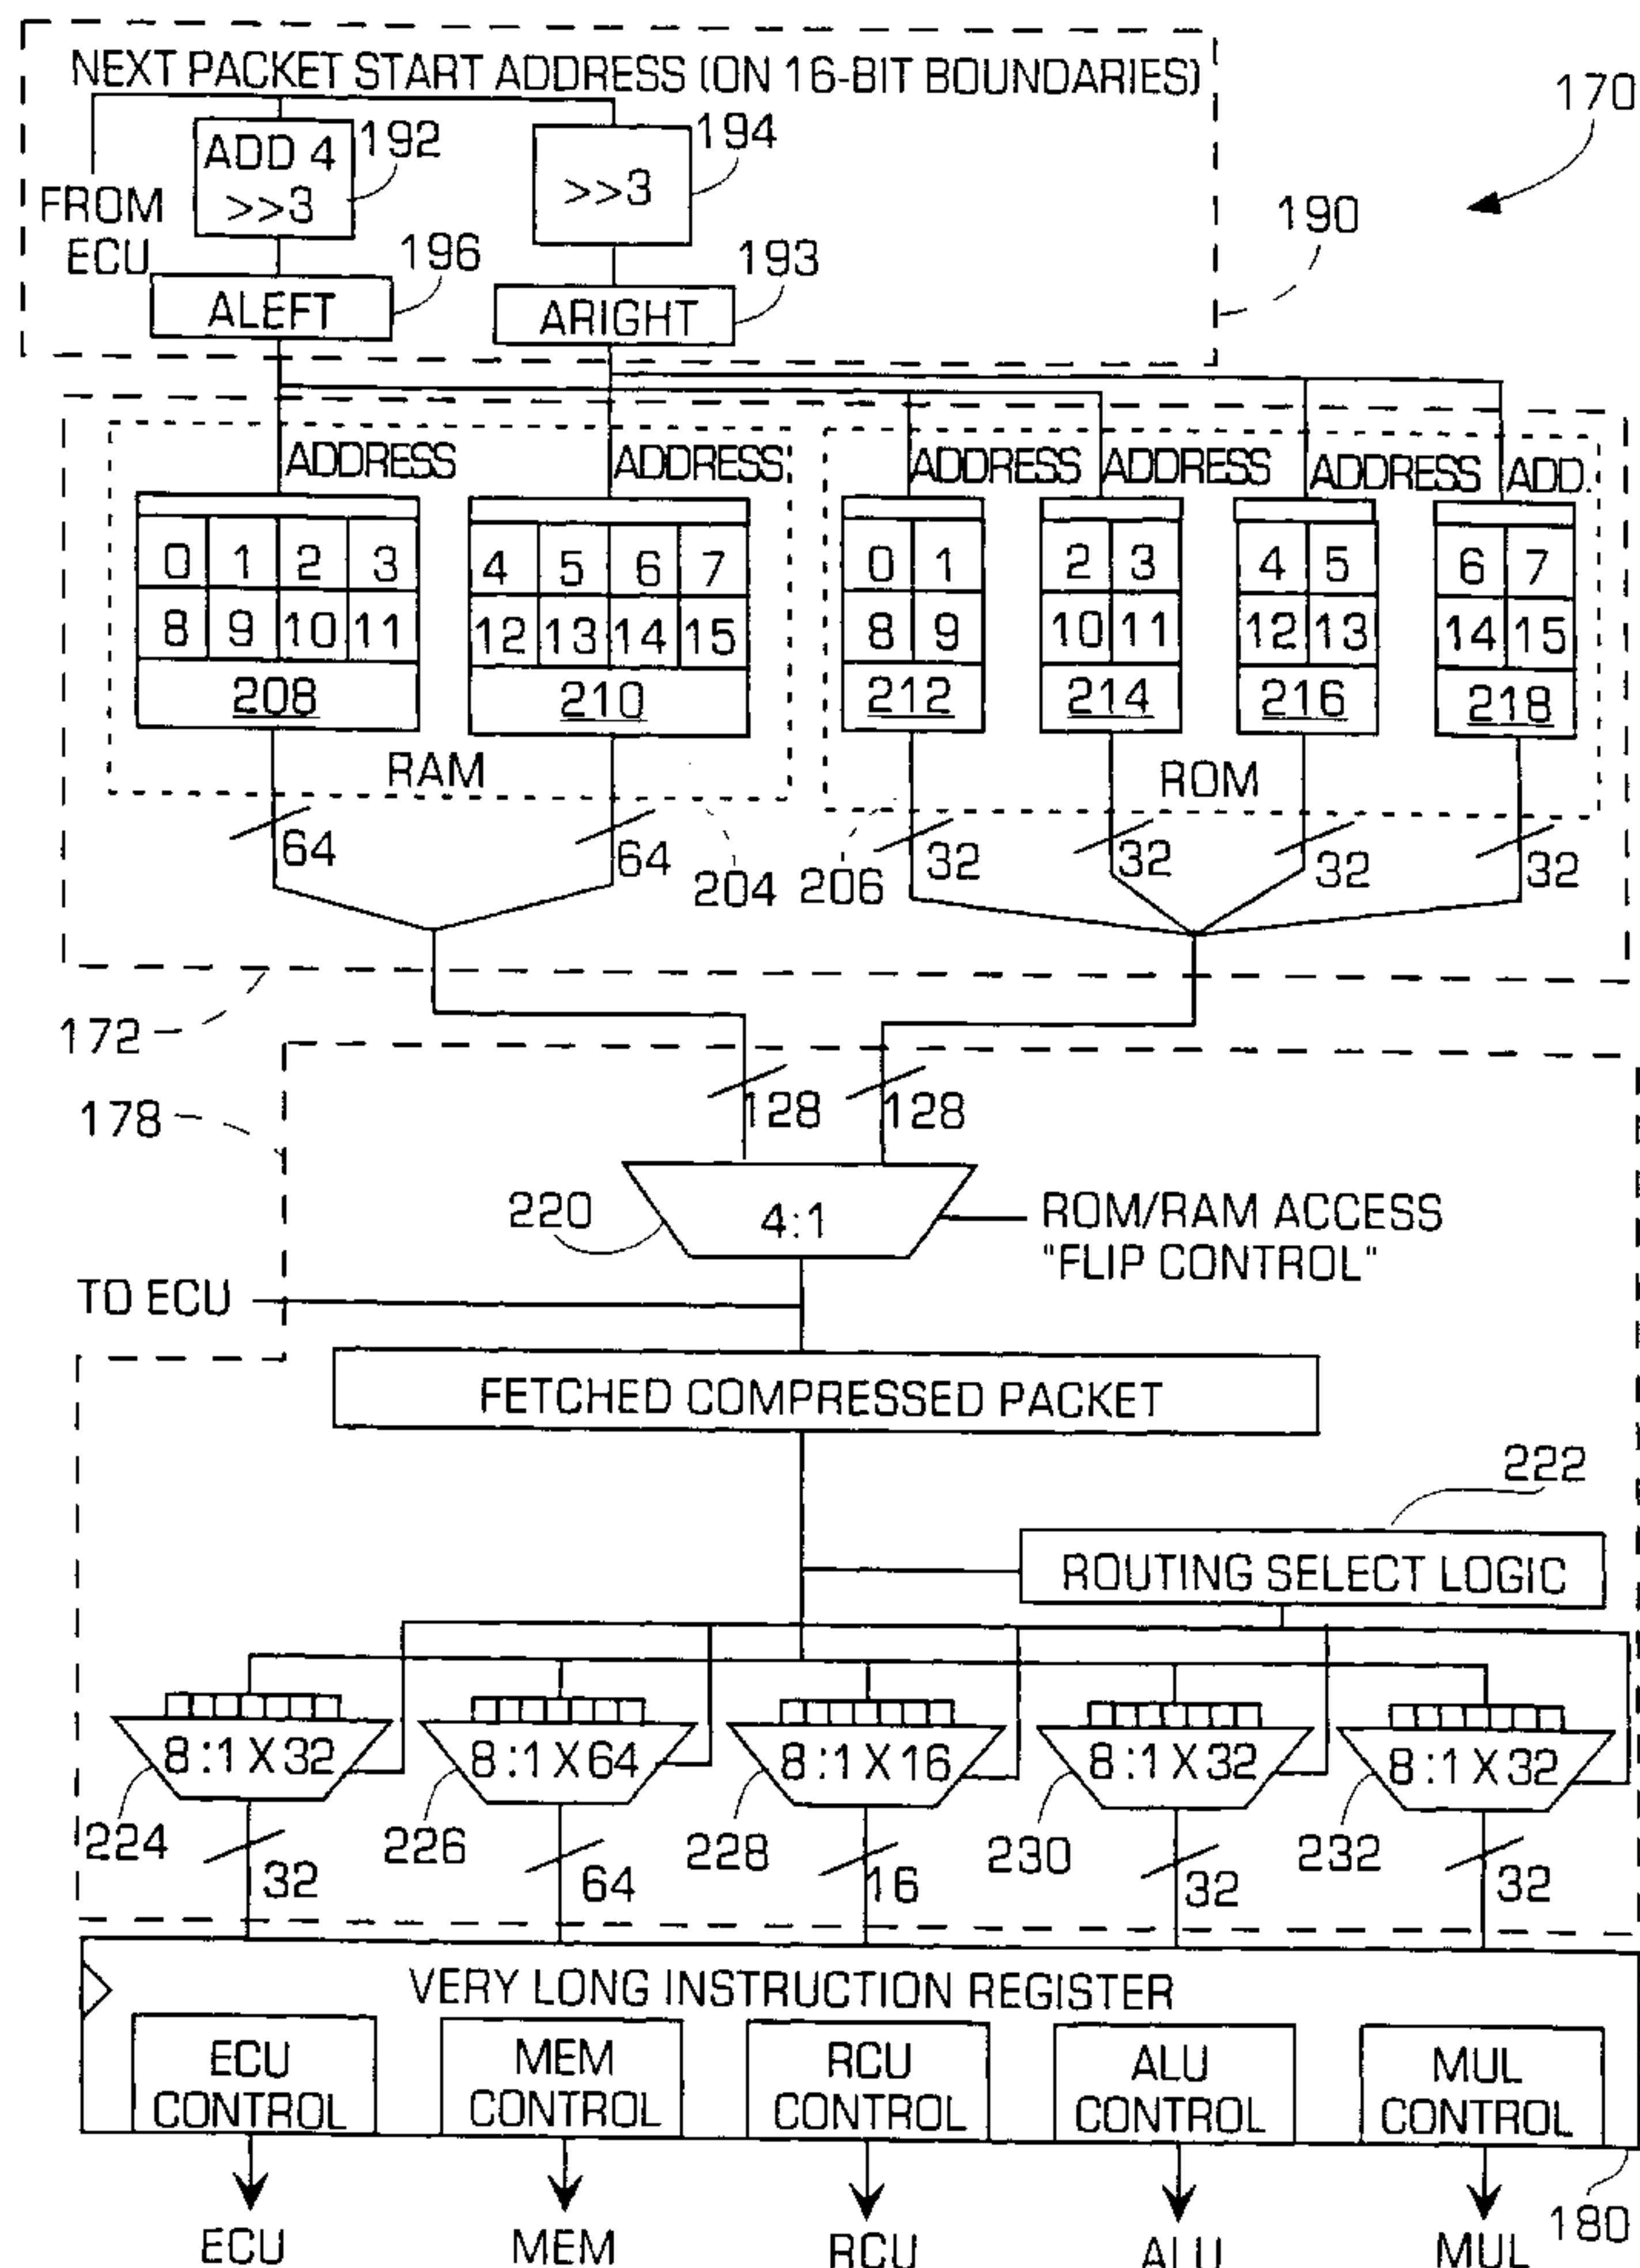 NEXT PACKET START ADDRESS (ON 16-BIT BOUNDARIES)
170
ADD 4
>>3
192
>>3
194
FROM
ECU
190
196
193
ALEFT
ARIGHT
ADDRESS
ADDRESS
ADDRESS
ADDRESS
ADDRESS
ADD.
0 1 2 3
4 5 6 7
0 1
2 3
4 5
6 7
8 9 10 11
12 13 14 15
8 9
10 11
12 13
14 15
208
210
212
214
216
218
RAM
ROM
64
64
204
206
32
32
32
32
172
178
128
128
220
4:1
ROM/RAM ACCESS
"FLIP CONTROL"
TO ECU
FETCHED COMPRESSED PACKET
222
ROUTING SELECT LOGIC
8:1 X 32
8:1 X 64
8:1 X 16
8:1 X 32
8:1 X 32
224
226
228
230
232
32
64
16
32
32
VERY LONG INSTRUCTION REGISTER
ECU
CONTROL
MEM
CONTROL
RCU
CONTROL
ALU
CONTROL
MUL
CONTROL
180
ECU
MEM
RCU
ALU
MUL